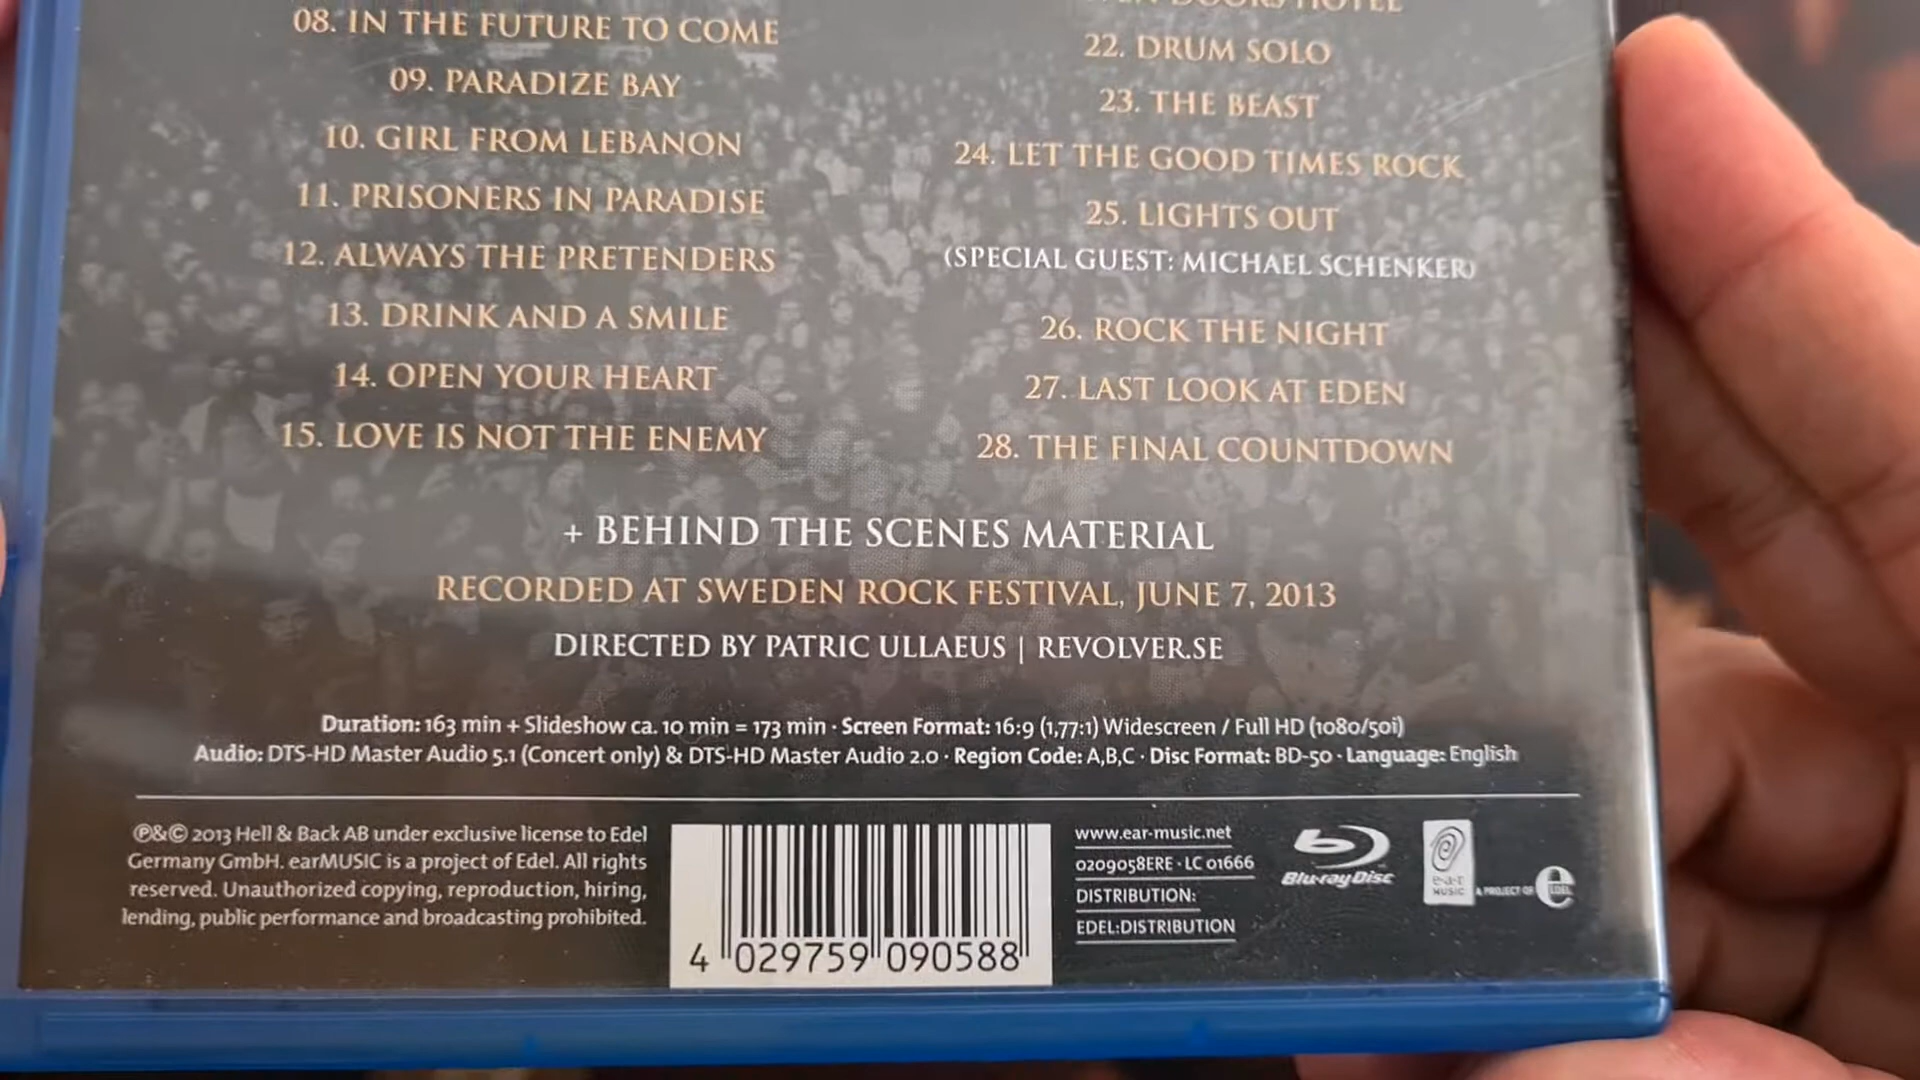 08. IN THE FUTURE TO COME
09. PARADIZE BAY
10. GIRL FROM LEBANON
11. PRISONERS IN PARADISE
12. ALWAYS THE PRETENDERS
13. DRINK AND A SMILE
14. OPEN YOUR HEART
15. LOVE IS NOT THE ENEMY
DOORS HOTEL
22. DRUM SOLO
23. THE BEAST
24. LET THE GOOD TIMES ROCK
25. LIGHTS OUT
(SPECIAL GUEST: MICHAEL SCHENKER)
26. ROCK THE NIGHT
27. LAST LOOK AT EDEN
28. THE FINAL COUNTDOWN
+ BEHIND THE SCENES MATERIAL
RECORDED AT SWEDEN ROCK FESTIVAL, JUNE 7, 2013
DIRECTED BY PATRIC ULLAEUS | REVOLVER.SE
Duration: 163 min + Slideshow ca. 10 min = 173 min · Screen Format: 16:9 (1,77:1) Widescreen / Full HD (1080/50i)
Audio: DTS-HD Master Audio 5.1 (Concert only) & DTS-HD Master Audio 2.0 · Region Code: A,B,C · Disc Format: BD-50 · Language: English
℗&© 2013 Hell & Back AB under exclusive license to Edel
Germany GmbH. earMUSIC is a project of Edel. All rights
reserved. Unauthorized copying, reproduction, hiring,
lending, public performance and broadcasting prohibited.
4 029759 090588
www.ear-music.net
0209058ERE · LC 01666
DISTRIBUTION:
EDEL:DISTRIBUTION
Blu-ray Disc
e·a·r
MUSIC
A PROJECT OF
e EDEL